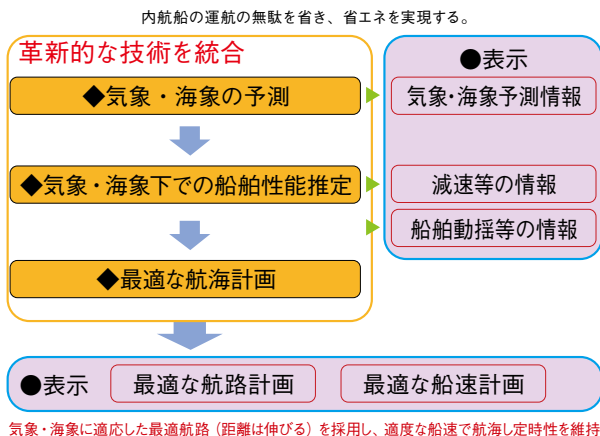 内航船の運航の無駄を省き、省エネを実現する。
革新的な技術を統合
◆気象・海象の予測
◆気象・海象下での船舶性能推定
◆最適な航海計画
●表示
気象・海象予測情報
減速等の情報
船舶動揺等の情報
●表示 最適な航路計画 最適な船速計画
気象・海象に適応した最適航路（距離は伸びる）を採用し、適度な船速で航海し定時性を維持